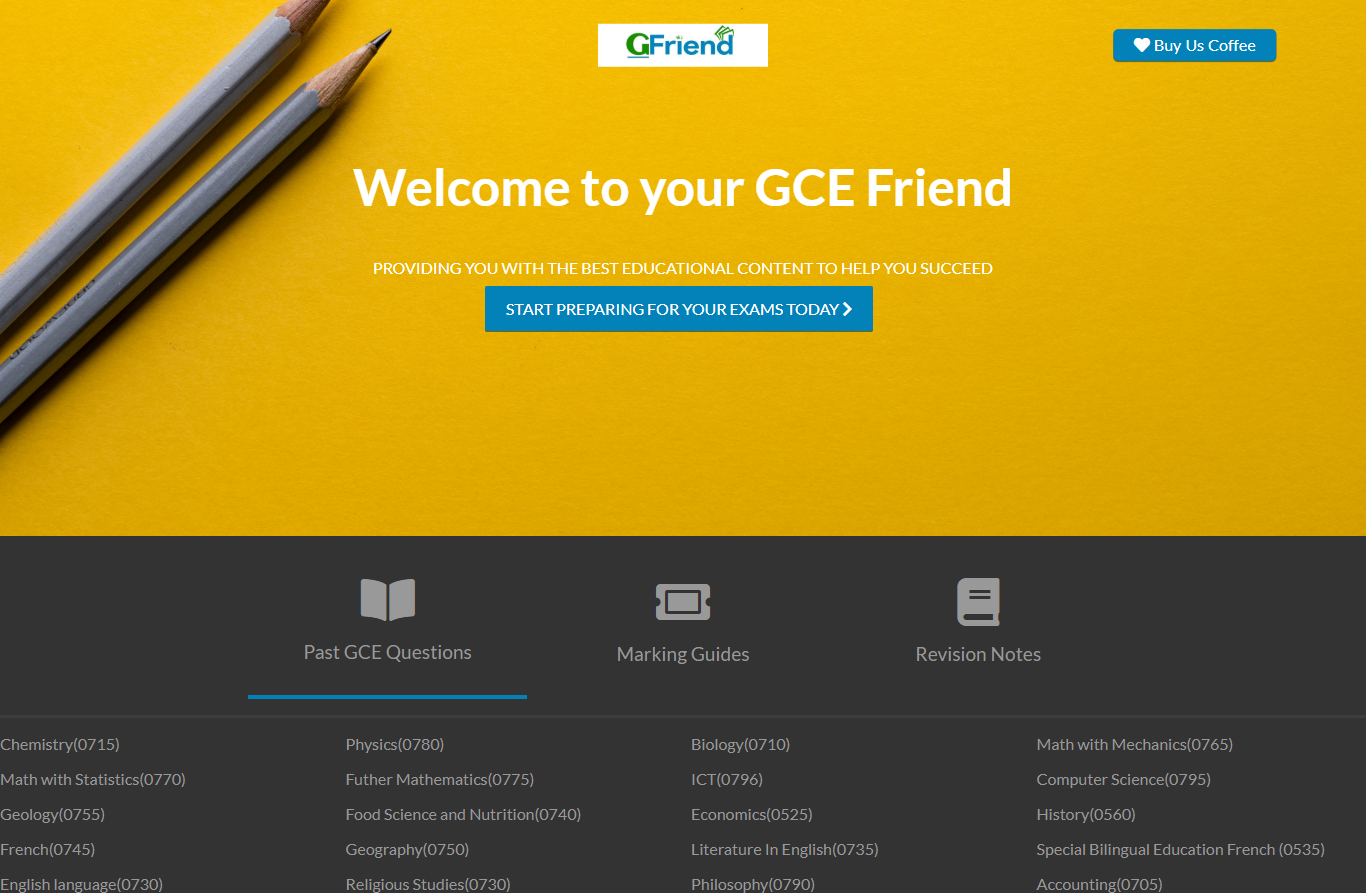 GFriend
Buy Us Coffee
Welcome to your GCE Friend
PROVIDING YOU WITH THE BEST EDUCATIONAL CONTENT TO HELP YOU SUCCEED
START PREPARING FOR YOUR EXAMS TODAY
Past GCE Questions
Marking Guides
Revision Notes
Chemistry(0715) Physics(0780) Biology(0710) Math with Mechanics(0765)
Math with Statistics(0770) Futher Mathematics(0775) ICT(0796) Computer Science(0795)
Geology(0755) Food Science and Nutrition(0740) Economics(0525) History(0560)
French(0745) Geography(0750) Literature In English(0735) Special Bilingual Education French (0535)
English language(0730) Religious Studies(0730) Philosophy(0790) Accounting(0705)